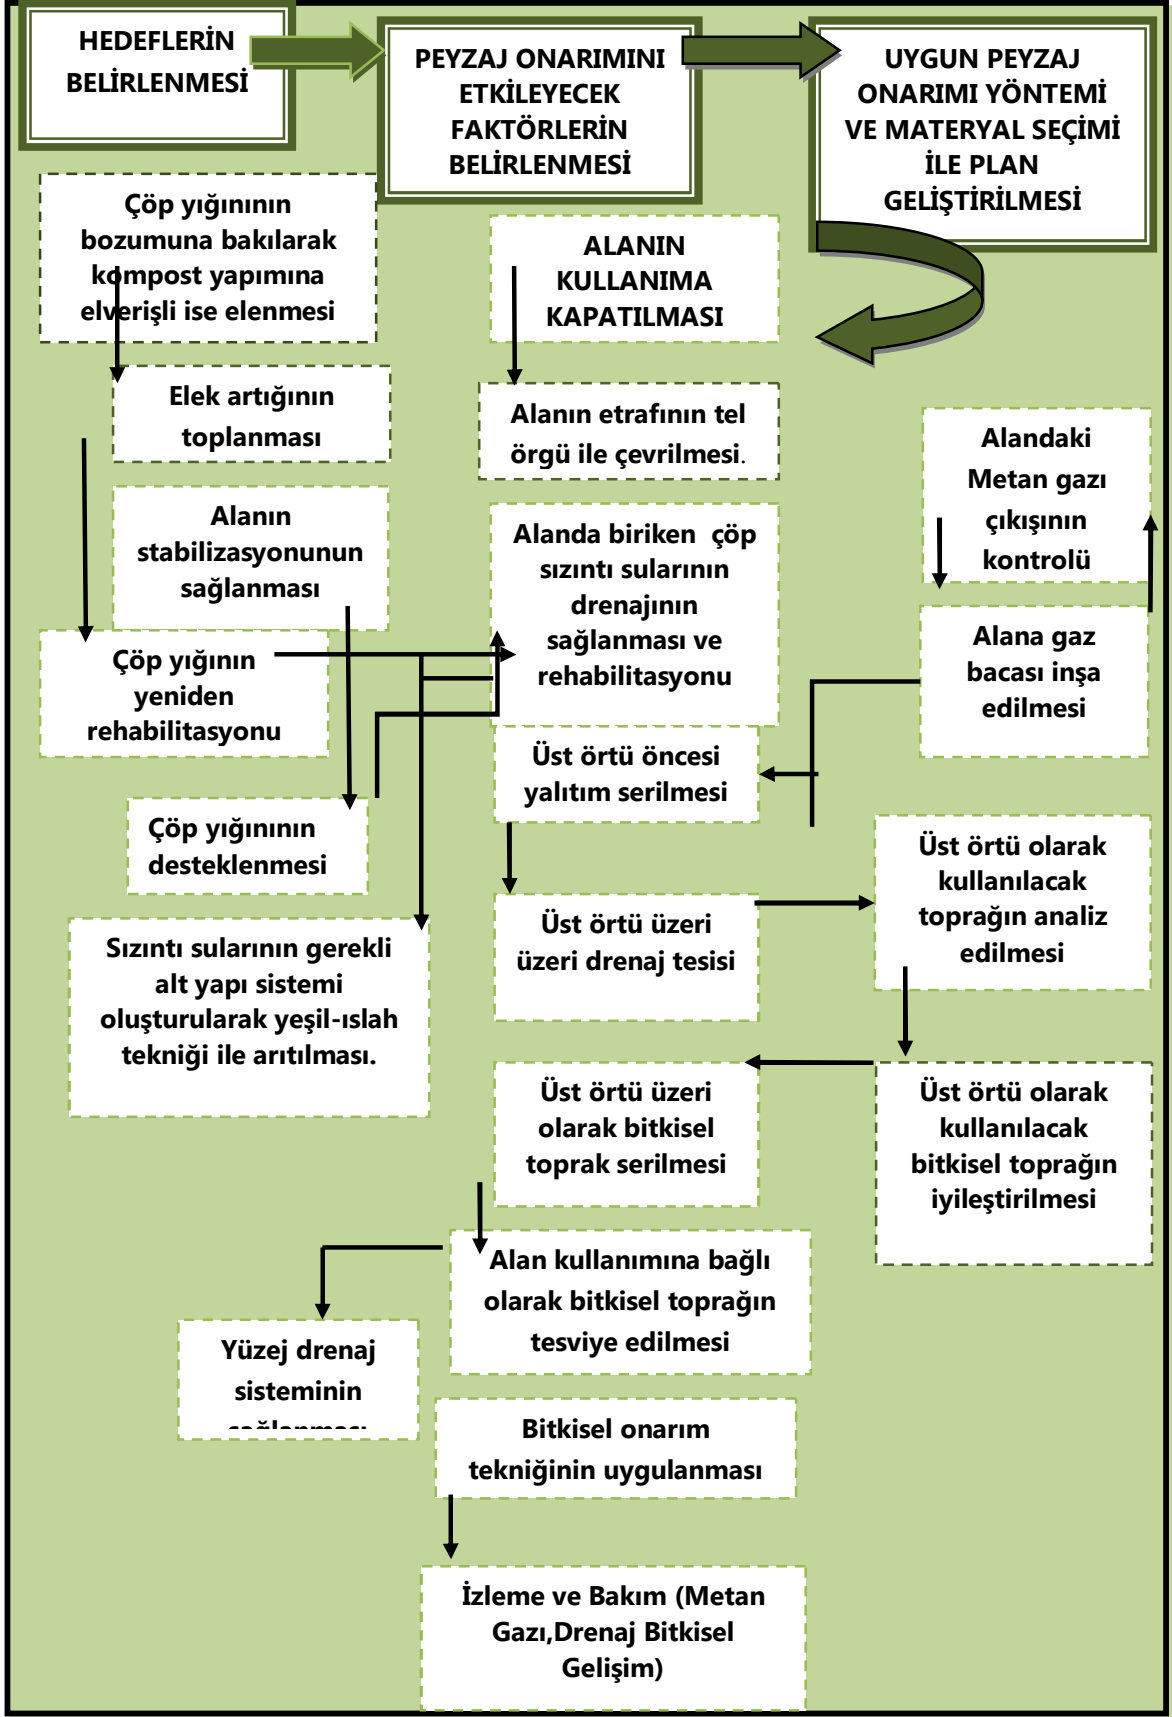 HEDEFLERİN
BELİRLENMESİ
PEYZAJ ONARIMINI
ETKİLEYECEK
FAKTÖRLERİN
BELİRLENMESİ
UYGUN PEYZAJ
ONARIMI YÖNTEMİ
VE MATERYAL SEÇİMİ
İLE PLAN
GELİŞTİRİLMESİ
Çöp yığınının
bozumuna bakılarak
kompost yapımına
elverişli ise elenmesi
ALANIN
KULLANIMA
KAPATILMASI
Elek artığının
toplanması
Alanın etrafının tel
örgü ile çevrilmesi.
Alandaki
Metan gazı
çıkışının
kontrolü
Alanın
stabilizasyonunun
sağlanması
Alanda biriken çöp
sızıntı sularının
drenajının
sağlanması ve
rehabilitasyonu
Alana gaz
bacası inşa
edilmesi
Çöp yığının
yeniden
rehabilitasyonu
Üst örtü öncesi
yalıtım serilmesi
Çöp yığınının
desteklenmesi
Üst örtü olarak
kullanılacak
toprağın analiz
edilmesi
Üst örtü üzeri
üzeri drenaj tesisi
Sızıntı sularının gerekli
alt yapı sistemi
oluşturularak yeşil-ıslah
tekniği ile arıtılması.
Üst örtü üzeri
olarak bitkisel
toprak serilmesi
Üst örtü olarak
kullanılacak
bitkisel toprağın
iyileştirilmesi
Alan kullanımına bağlı
olarak bitkisel toprağın
tesviye edilmesi
Yüzej drenaj
sisteminin
sağlanması
Bitkisel onarım
tekniğinin uygulanması
İzleme ve Bakım (Metan
Gazı,Drenaj Bitkisel
Gelişim)